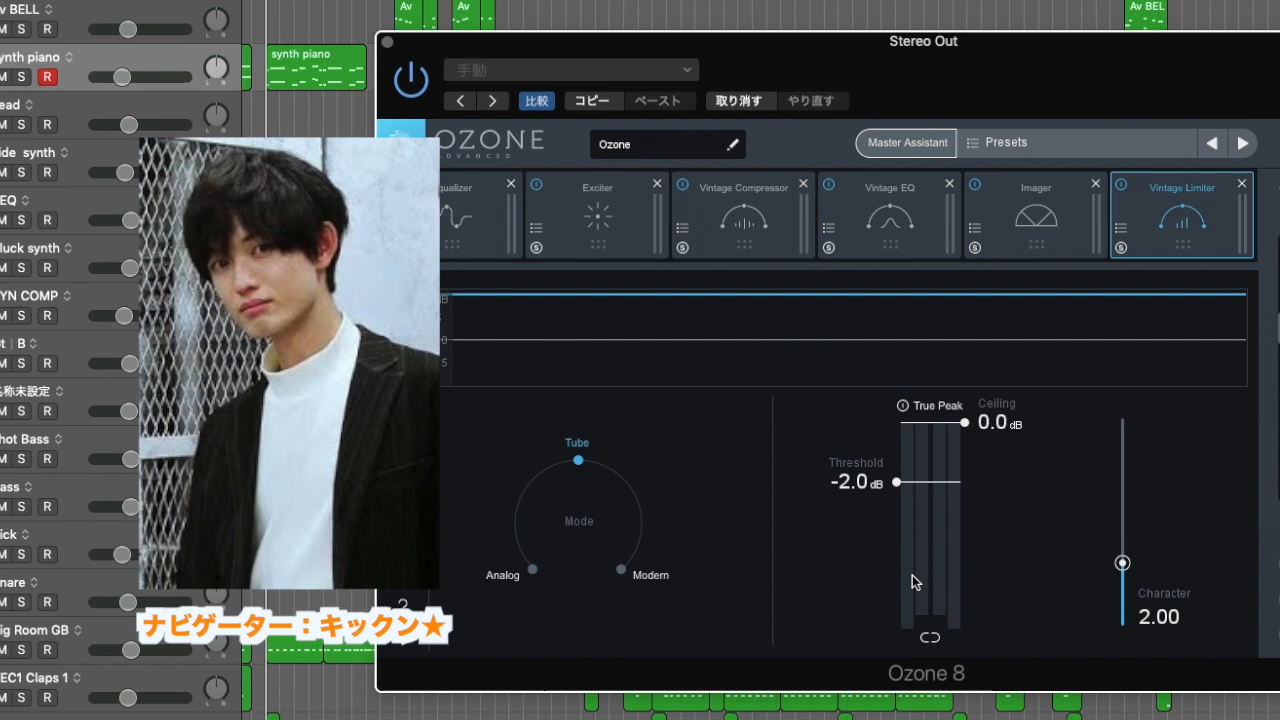 v BELL
M S R
L R
ynth piano
M S R
L R
ead
M S R
ide synth
M S R
EQ
M S R
luck synth
M S R
YN COMP
M S R
t | B
M S R
名称未設定
M S R
hot Bass
M S R
ass
M S R
ick
M S R
nare
M S R
ig Room GB
M S R
L R
EC1 Claps 1
M S R
L R
Av
Av
Av BEL
synth piano
Stereo Out
手動
比較
コピー
ペースト
取り消す
やり直す
OZONE
ADVANCED
Ozone
Master Assistant
Presets
qualizer
Exciter
Vintage Compressor
Vintage EQ
Imager
Vintage Limiter
S S S S S
Tube
Mode
Analog
Modern
True Peak
Ceiling
0.0 dB
Threshold
-2.0 dB
Character
2.00
Ozone 8
ナビゲーター：キックン★